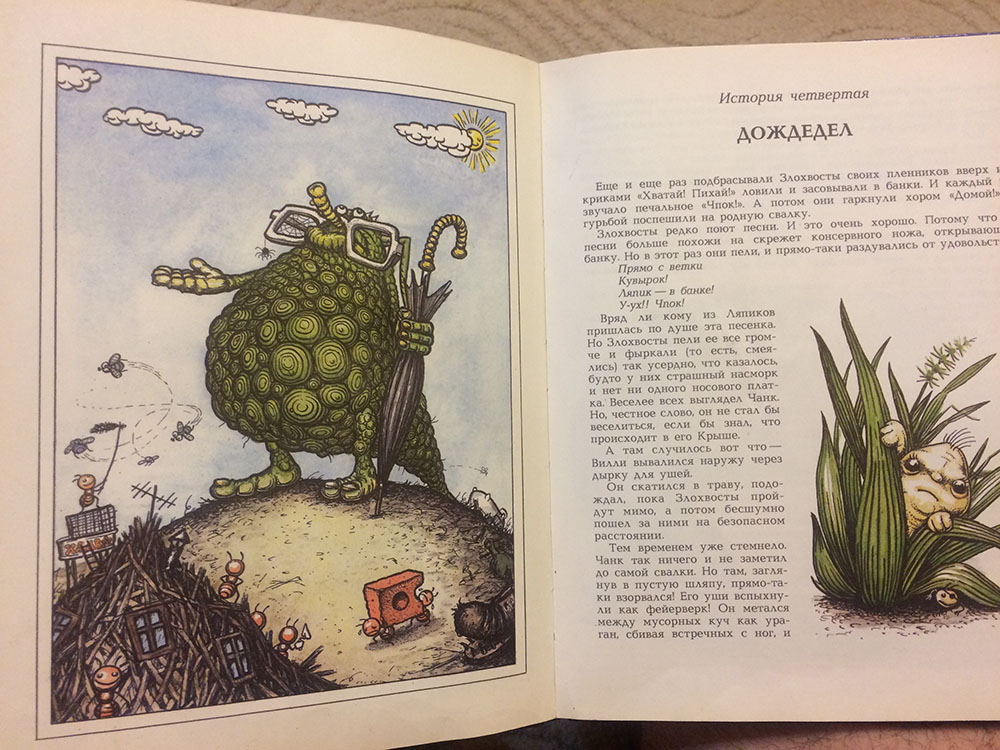 История четвертая
ДОЖДЕДЕЛ
Еще и еще раз подбрасывали Злохвосты своих пленников вверх и
криками «Хватай! Пихай!» ловили и засовывали в банки. И каждый
звучало печальное «Чпок!». А потом они гаркнули хором «Домой!»
гурьбой поспешили на родную свалку.
Злохвосты редко поют песни. И это очень хорошо. Потому что
песни больше похожи на скрежет консервного ножа, открывающ
банку. Но в этот раз они пели, и прямо-таки раздувались от удовольст
Прямо с ветки
Кувырок!
Ляпик — в банке!
У-ух!! Чпок!
Вряд ли кому из Ляпиков
пришлась по душе эта песенка.
Но Злохвосты пели ее все гром-
че и фыркали (то есть, смея-
лись) так усердно, что казалось,
будто у них страшный насморк
и нет ни одного носового плат-
ка. Веселее всех выглядел Чанк.
Но, честное слово, он не стал бы
веселиться, если бы знал, что
происходит в его Крыше.
А там случилось вот что —
Вилли вывалился наружу через
дырку для ушей.
Он скатился в траву, подо-
ждал, пока Злохвосты прой-
дут мимо, а потом бесшумно
пошел за ними на безопасном
расстоянии.
Тем временем уже стемнело.
Чанк так ничего и не заметил
до самой свалки. Но там, загля-
нув в пустую шляпу, прямо-та-
ки взорвался! Его уши вспыхну-
ли как фейерверк! Он метался
между мусорных куч как ура-
ган, сбивая встречных с ног, и